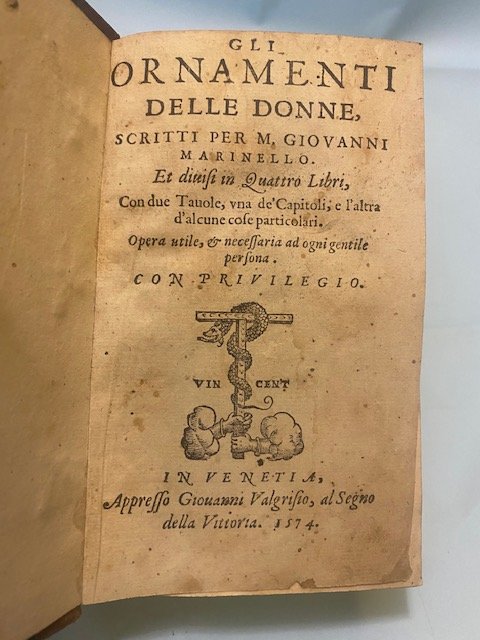 GLI
ORNAMENTI
DELLE DONNE,
SCRITTI PER M. GIOVANNI
MARINELLO.
Et diuiſi in Quattro Libri,
Con due Tauole, vna de' Capitoli, e l'altra
d'alcune coſe particolari.
Opera utile, & neceſſaria ad ogni gentile
perſona.
CON PRIVILEGIO.
VIN CENT
IN VENETIA,
Appreſſo Giouanni Valgriſio, al Segno
della Vittoria. 1574.